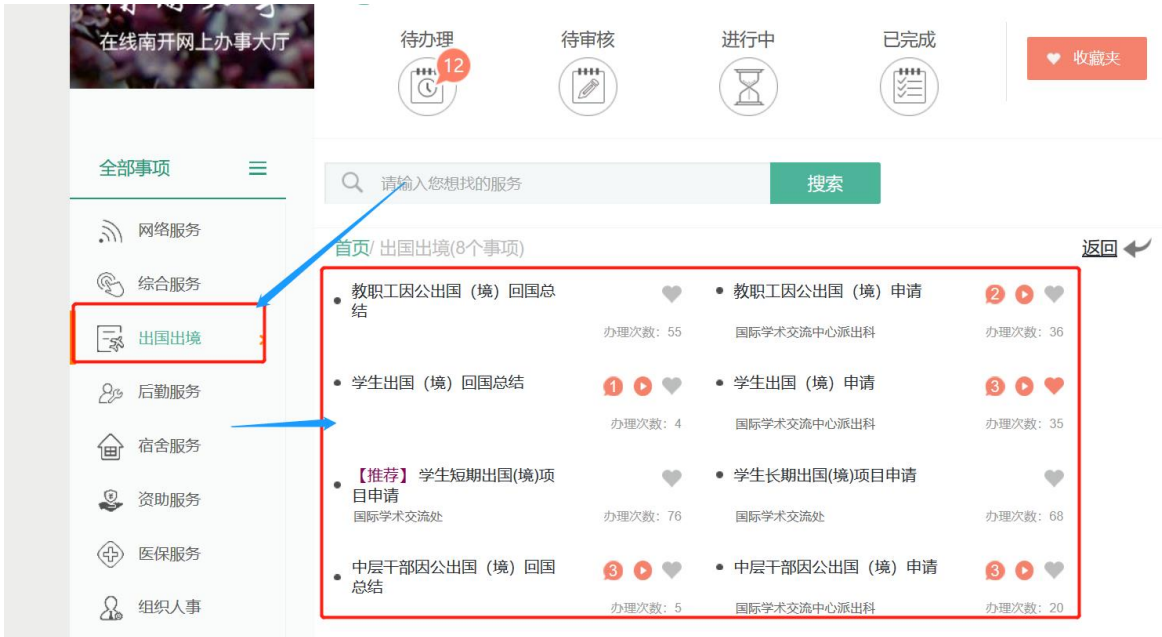 在线南开网上办事大厅
待办理
12
待审核
进行中
已完成
收藏夹
全部事项
请输入您想找的服务
搜索
网络服务
综合服务
出国出境
后勤服务
宿舍服务
资助服务
医保服务
组织人事
首页/ 出国出境(8个事项)
返回
教职工因公出国（境）回国总
结
办理次数：55
教职工因公出国（境）申请
2
国际学术交流中心派出科
办理次数：36
学生出国（境）回国总结
1
办理次数：4
学生出国（境）申请
3
国际学术交流中心派出科
办理次数：35
【推荐】 学生短期出国(境)项
目申请
国际学术交流处
办理次数：76
学生长期出国(境)项目申请
国际学术交流处
办理次数：68
中层干部因公出国（境）回国
总结
3
办理次数：5
中层干部因公出国（境）申请
3
国际学术交流中心派出科
办理次数：20